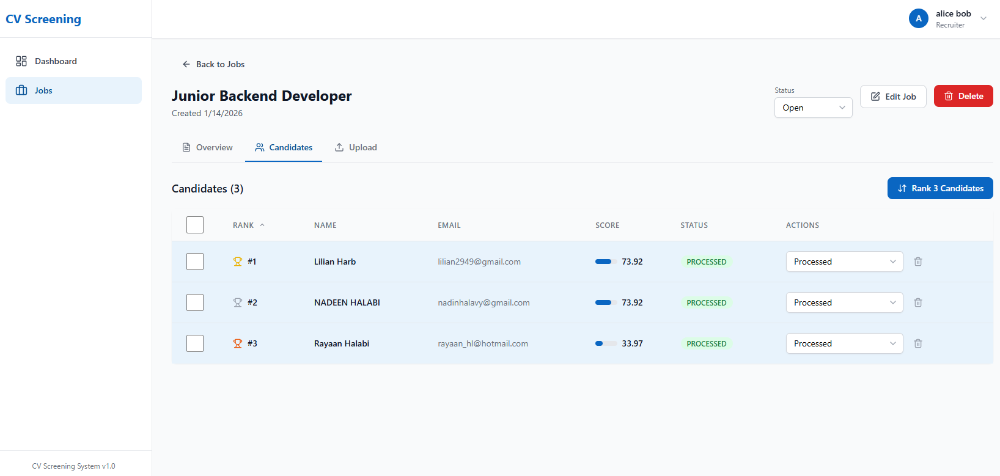 CV Screening
A
alice bob
Recruiter
Dashboard
Jobs
Back to Jobs
Junior Backend Developer
Created 1/14/2026
Status
Open
Edit Job
Delete
Overview
Candidates
Upload
Candidates (3)
Rank 3 Candidates
RANK NAME EMAIL SCORE STATUS ACTIONS
#1 Lilian Harb lilian2949@gmail.com 73.92 PROCESSED Processed
#2 NADEEN HALABI nadinhalavy@gmail.com 73.92 PROCESSED Processed
#3 Rayaan Halabi rayaan_hl@hotmail.com 33.97 PROCESSED Processed
CV Screening System v1.0